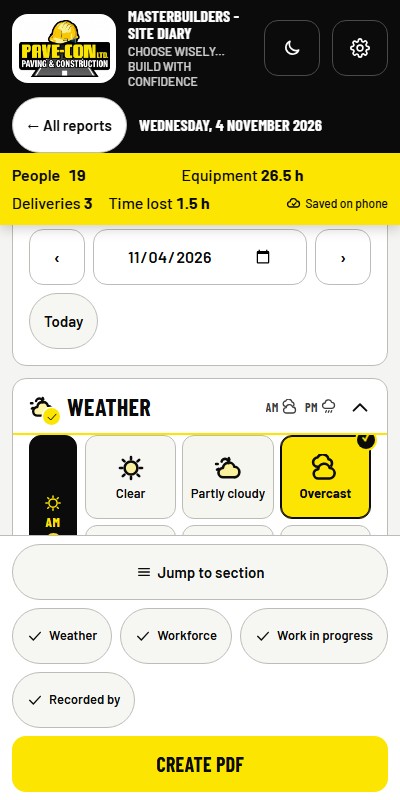 PAVE-CON LTD.
PAVING & CONSTRUCTION
MASTERBUILDERS -
SITE DIARY
CHOOSE WISELY...
BUILD WITH
CONFIDENCE
← All reports
WEDNESDAY, 4 NOVEMBER 2026
People 19 Equipment 26.5 h
Deliveries 3 Time lost 1.5 h Saved on phone
‹ 11/04/2026 ›
Today
WEATHER AM PM
Clear Partly cloudy Overcast
AM
Jump to section
Weather Workforce Work in progress
Recorded by
CREATE PDF